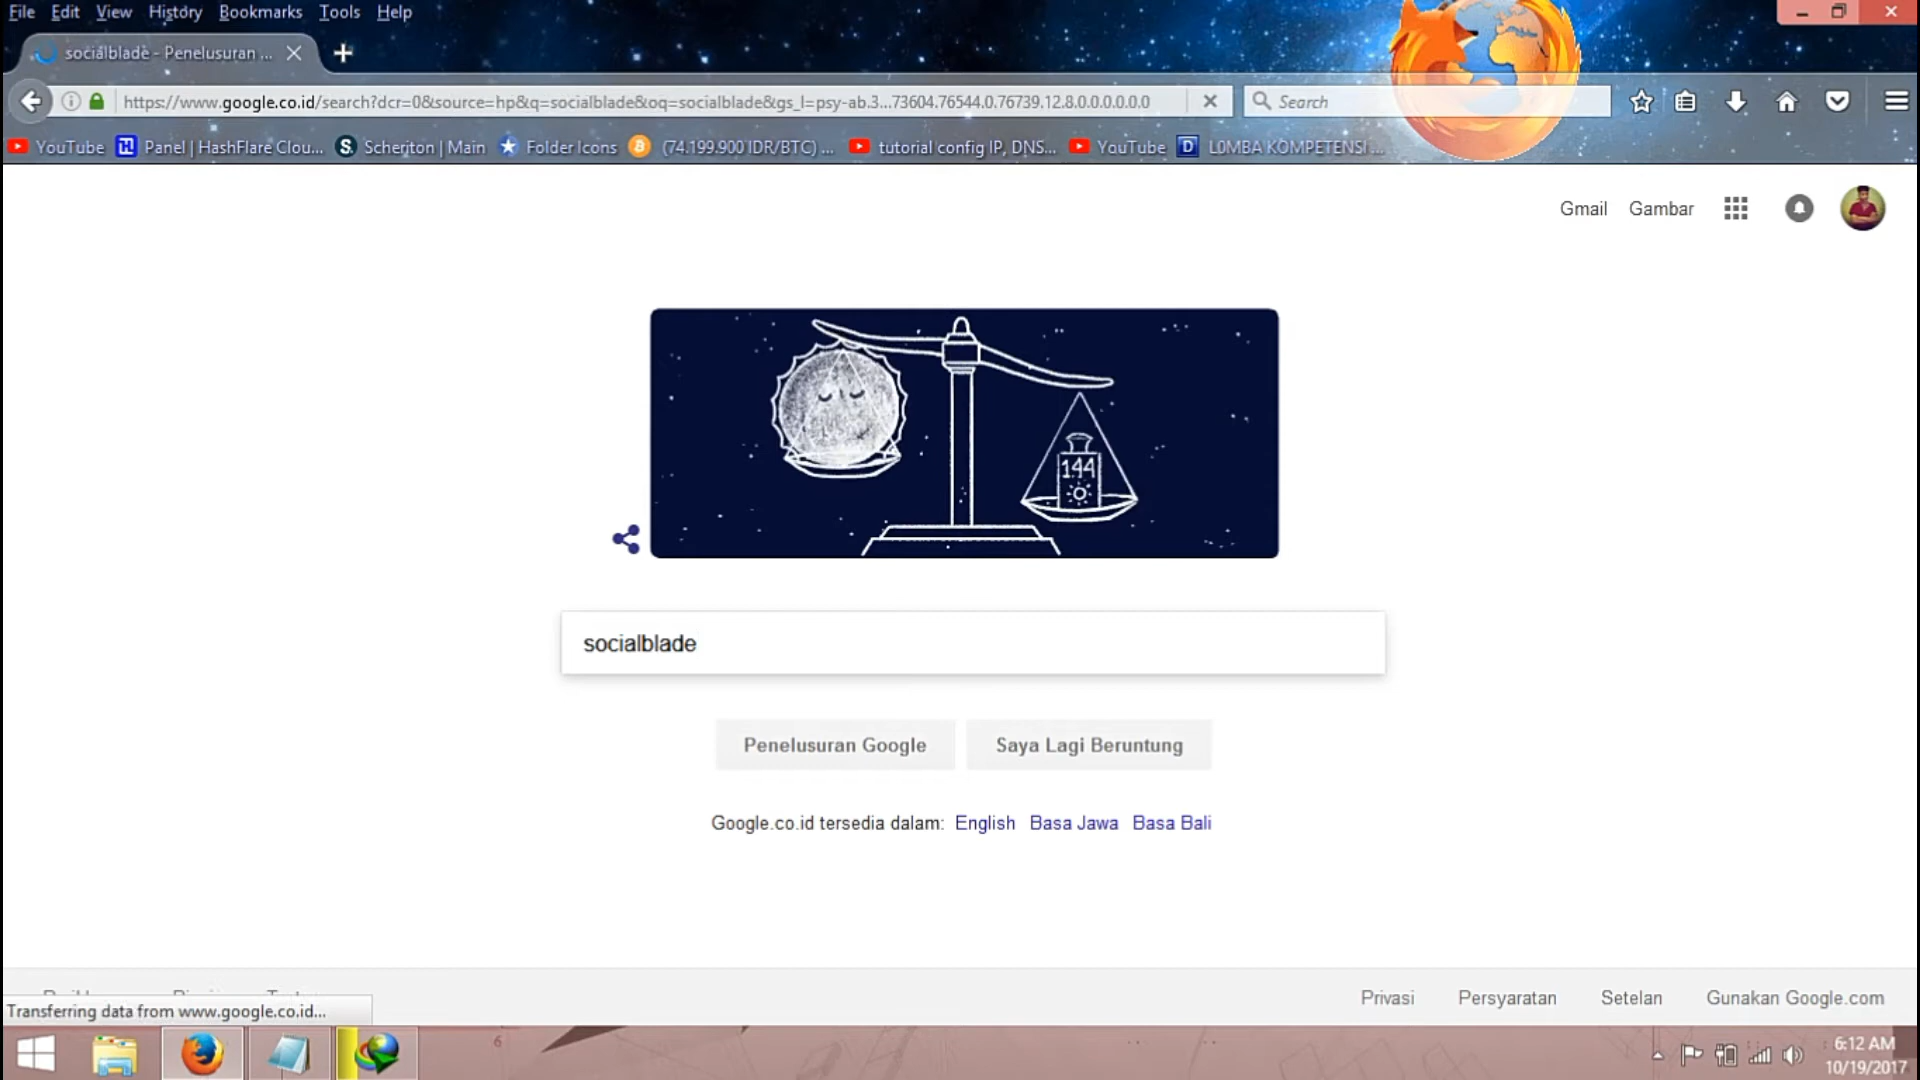 File Edit View History Bookmarks Tools Help
socialblade - Penelusuran ...
https://www.google.co.id/search?dcr=0&source=hp&q=socialblade&oq=socialblade&gs_l=psy-ab.3...73604.76544.0.76739.12.8.0.0.0.0.0.0
Search
YouTube Panel | HashFlare Clou... Scheriton | Main Folder Icons (74.199.900 IDR/BTC) ... tutorial config IP, DNS... YouTube L0MBA KOMPETENSI ...
Gmail Gambar
144
socialblade
Penelusuran Google Saya Lagi Beruntung
Google.co.id tersedia dalam: English Basa Jawa Basa Bali
Privasi Persyaratan Setelan Gunakan Google.com
Transferring data from www.google.co.id...
6:12 AM
10/19/2017